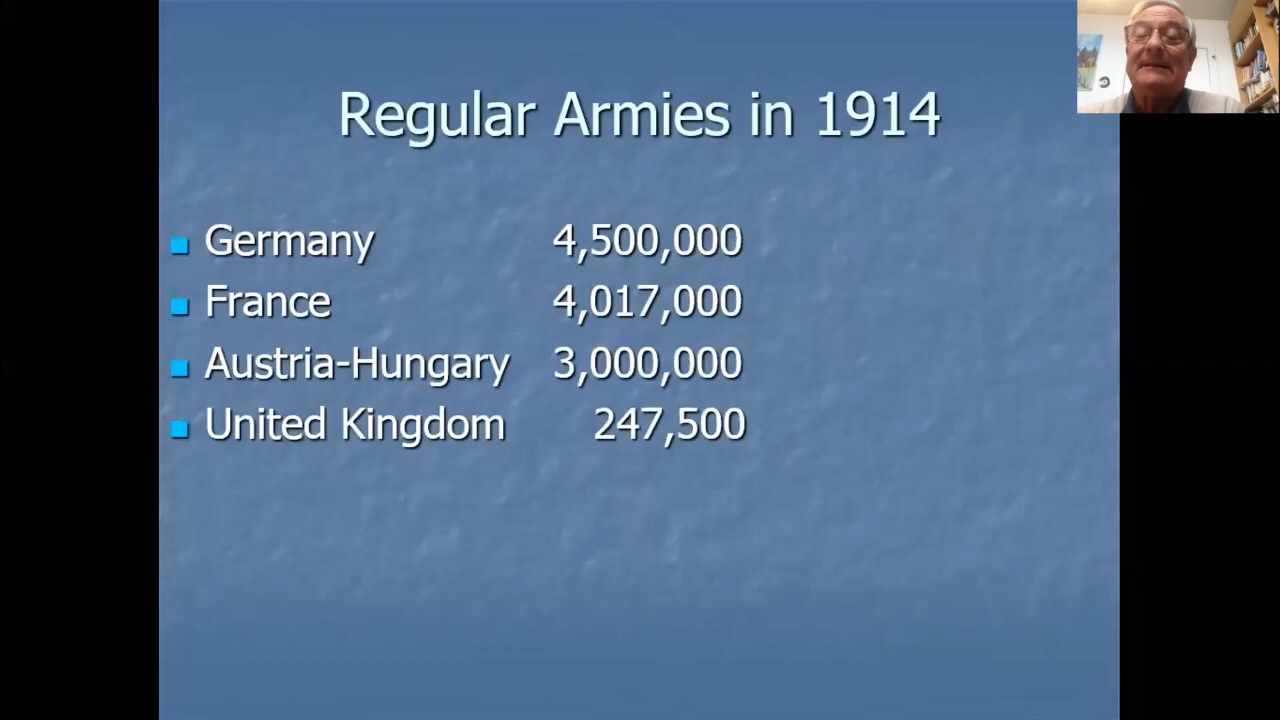 Regular Armies in 1914
Germany 4,500,000
France 4,017,000
Austria-Hungary 3,000,000
United Kingdom 247,500